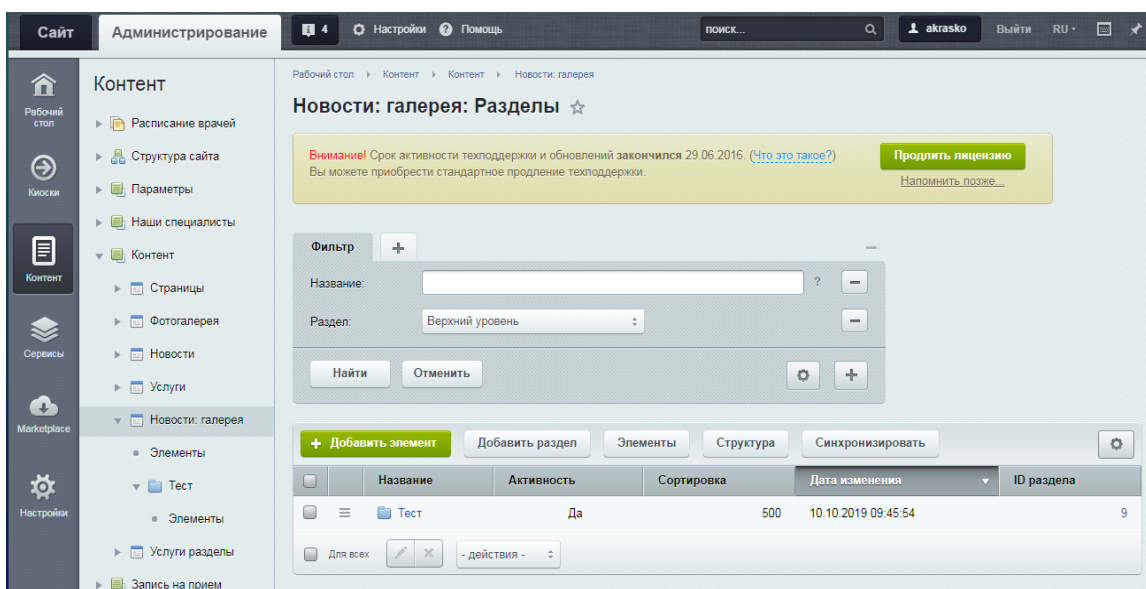 Сайт
Администрирование
4
Настройки
Помощь
поиск...
akrasko
Выйти
RU
Рабочий стол
Киоски
Контент
Сервисы
Marketplace
Настройки
Контент
Расписание врачей
Структура сайта
Параметры
Наши специалисты
Контент
Страницы
Фотогалерея
Новости
Услуги
Новости: галерея
Элементы
Тест
Элементы
Услуги разделы
Запись на прием
Рабочий стол Контент Контент Новости: галерея
Новости: галерея: Разделы
Внимание! Срок активности техподдержки и обновлений закончился 29.06.2016. (Что это такое?)
Вы можете приобрести стандартное продление техподдержки.
Продлить лицензию
Напомнить позже...
Фильтр +
Название: ?
Раздел: Верхний уровень
Найти Отменить
+ Добавить элемент Добавить раздел Элементы Структура Синхронизировать
Название Активность Сортировка Дата изменения ID раздела
Тест Да 500 10.10.2019 09:45:54 9
Для всех - действия -